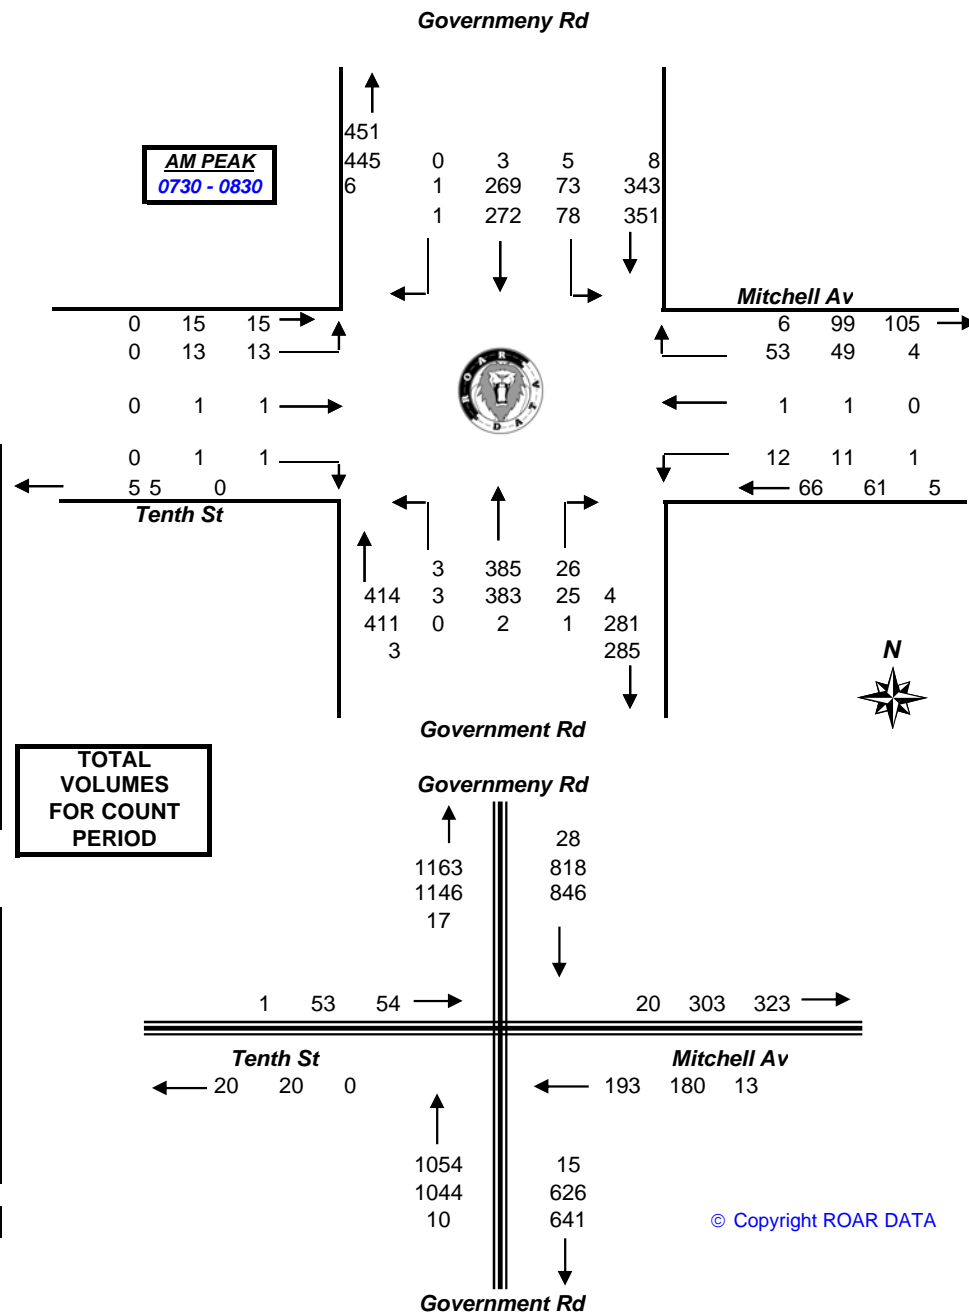 Governmeny Rd
451
AM PEAK
445 0 3 5 8
0730 - 0830
6 1 269 73 343
1 272 78 351
Mitchell Av
0 15 15
6 99 105
0 13 13
53 49 4
ROAR DATA
0 1 1
1 1 0
0 1 1
12 11 1
5 5 0
66 61 5
Tenth St
3 385 26
414 3 383 25 4
411 0 2 1 281
3 285
N
Government Rd
TOTAL
VOLUMES
FOR COUNT
PERIOD
Governmeny Rd
28
1163 818
1146 846
17
1 53 54
20 303 323
Tenth St
Mitchell Av
20 20 0
193 180 13
1054 15
1044 626
10 641
© Copyright ROAR DATA
Government Rd